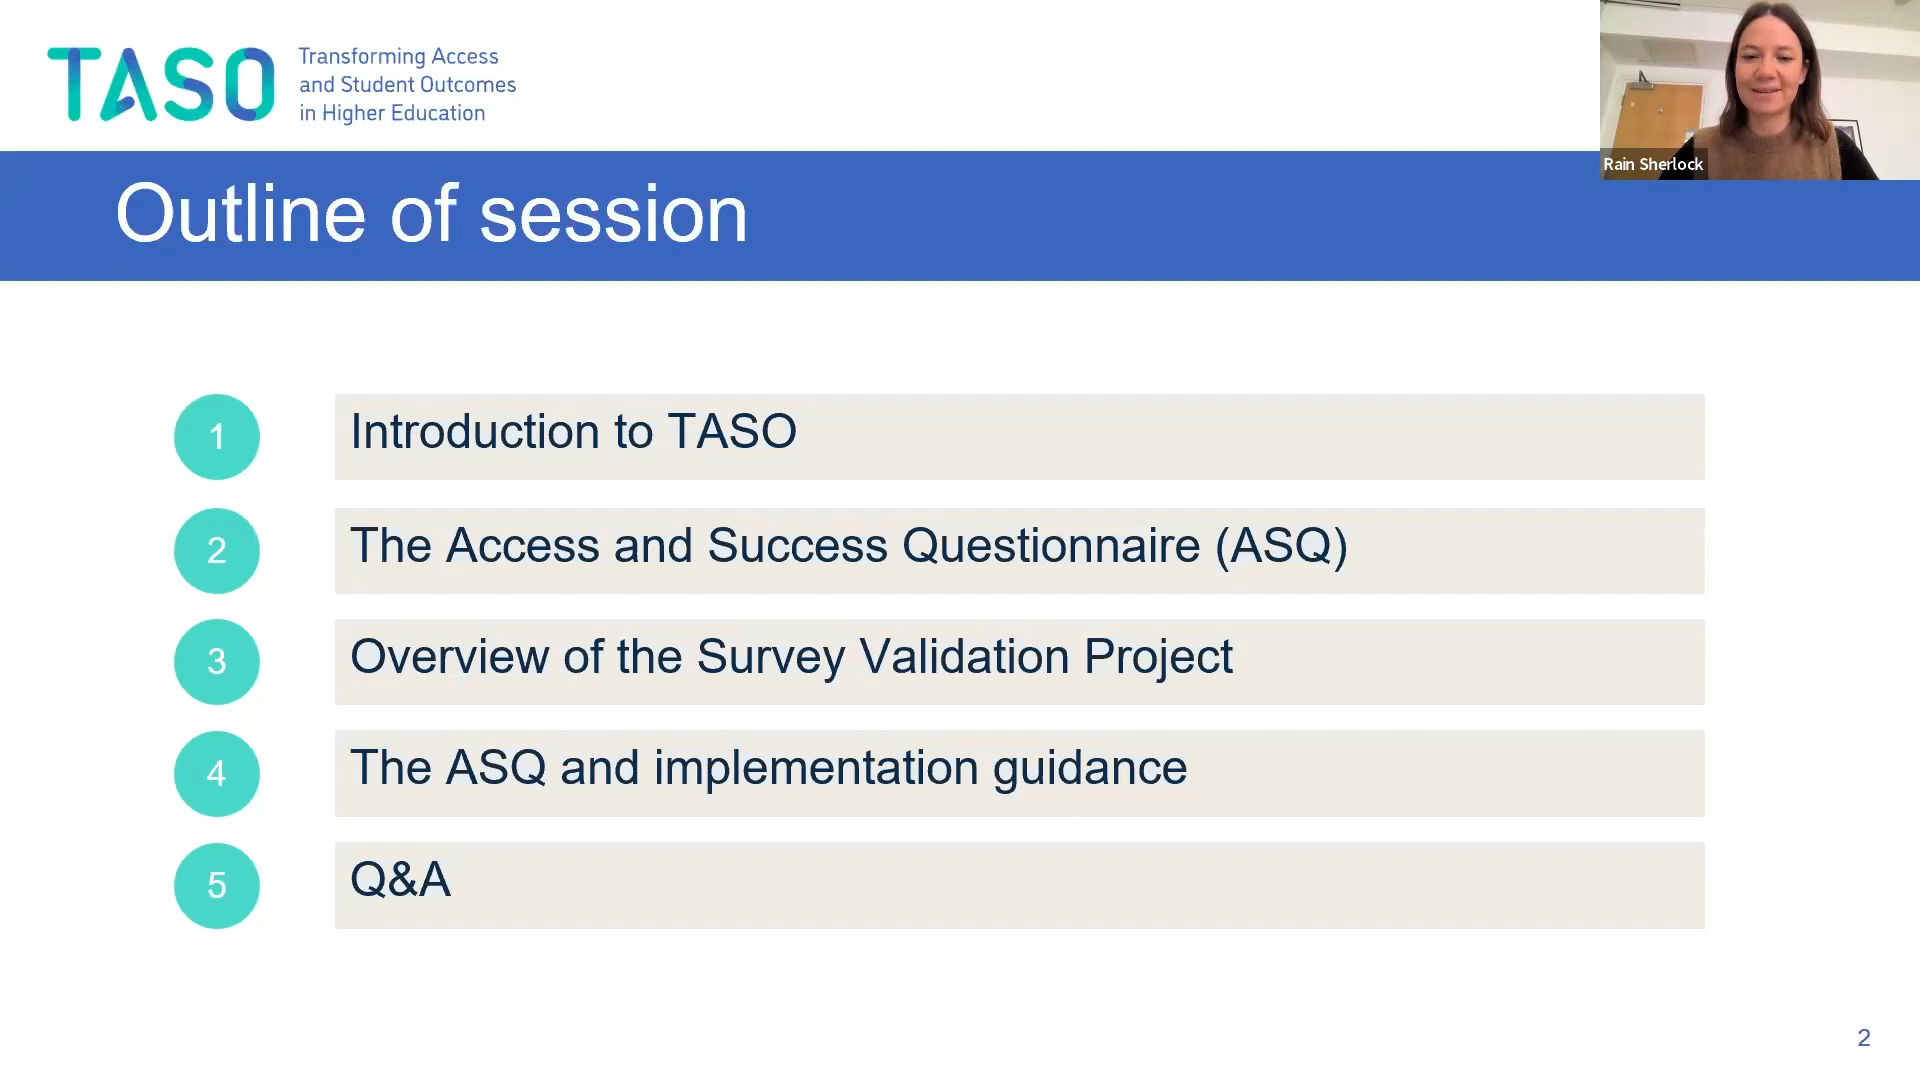 TASO
Transforming Access
and Student Outcomes
in Higher Education
Rain Sherlock
Outline of session
1
Introduction to TASO
2
The Access and Success Questionnaire (ASQ)
3
Overview of the Survey Validation Project
4
The ASQ and implementation guidance
5
Q&A
2